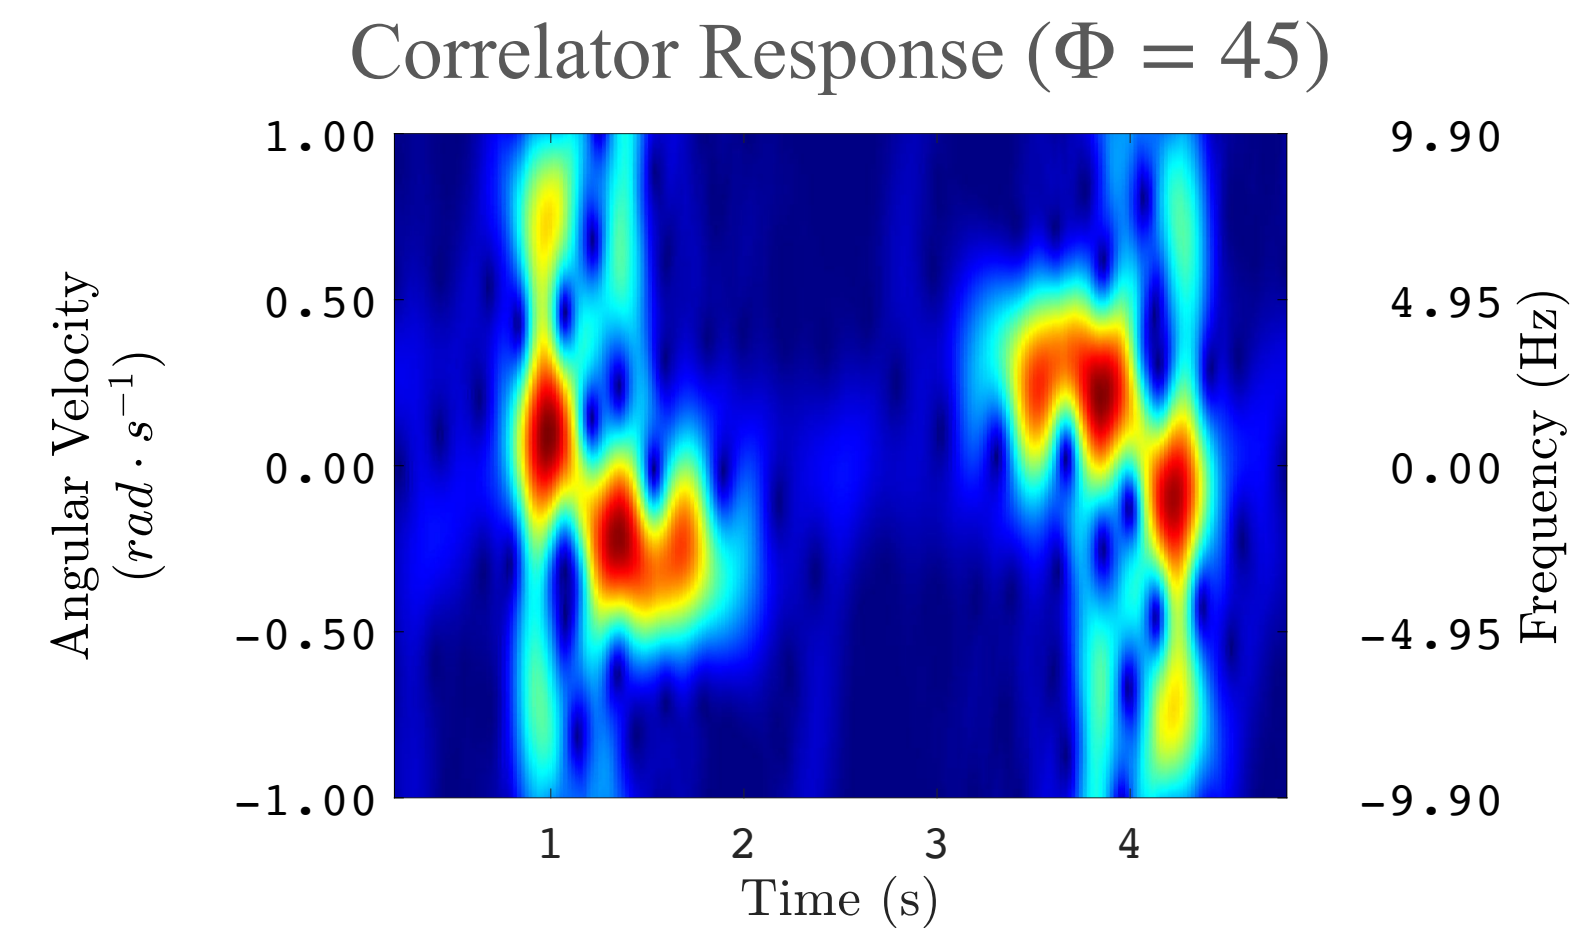 Correlator Response (Φ = 45)
Angular Velocity
(rad · s⁻¹)
1.00
0.50
0.00
−0.50
−1.00
9.90
4.95
0.00
−4.95
−9.90
Frequency (Hz)
1 2 3 4
Time (s)